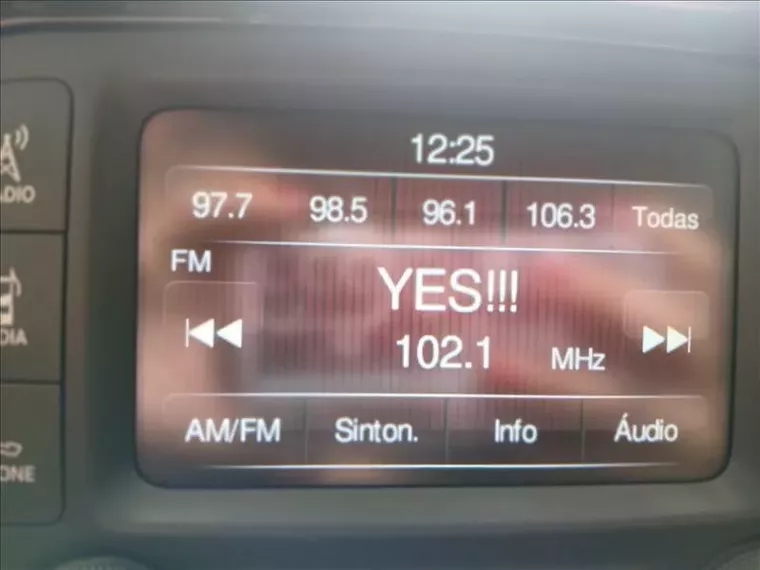 12:25
97.7 98.5 96.1 106.3 Todas
FM
YES!!!
102.1 MHz
AM/FM Sinton. Info Áudio